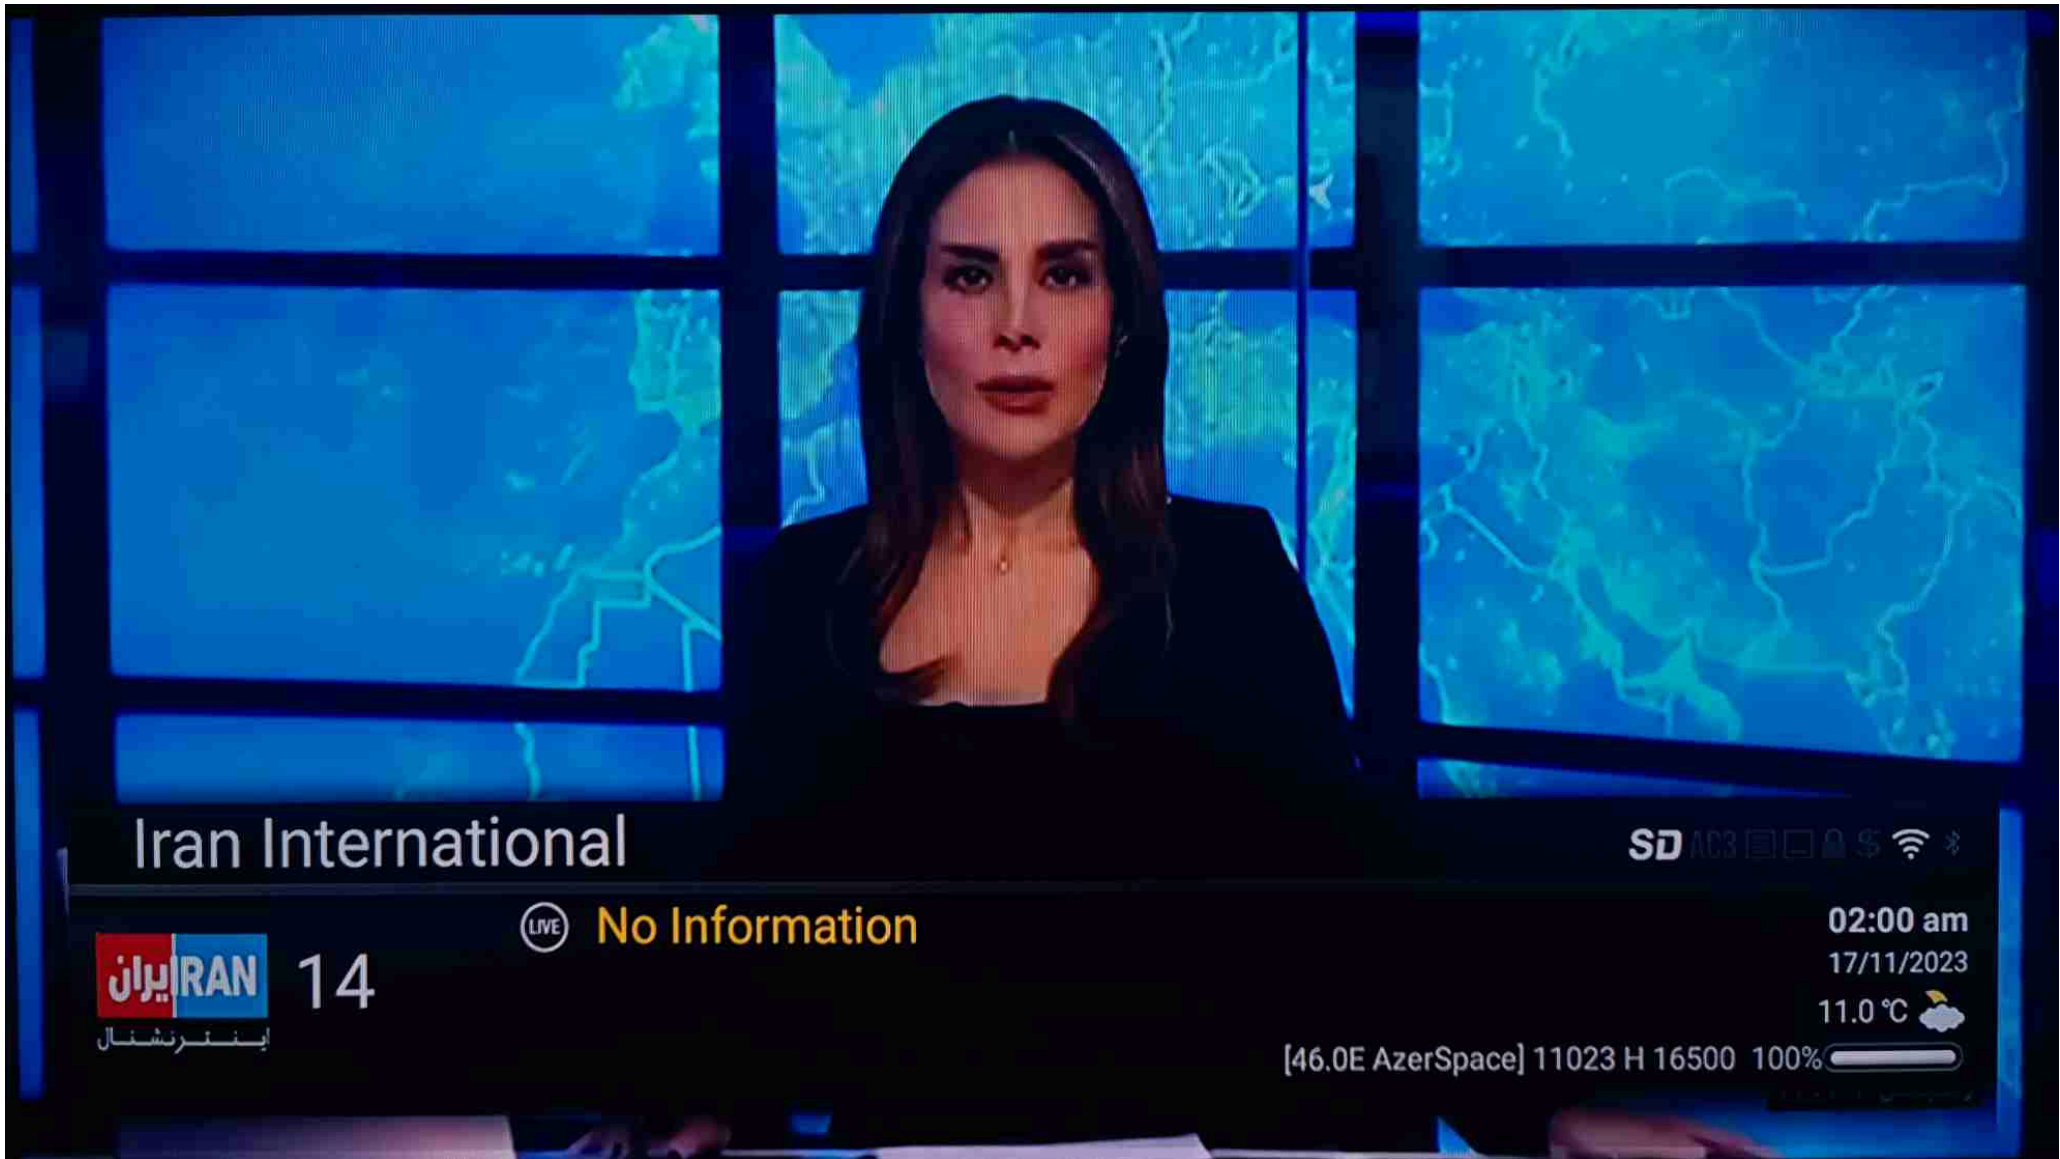 Iran International
SD AC3 $
LIVE No Information
02:00 am
17/11/2023
11.0 °C
ایران IRAN
اینترنشنال
14
[46.0E AzerSpace] 11023 H 16500 100%